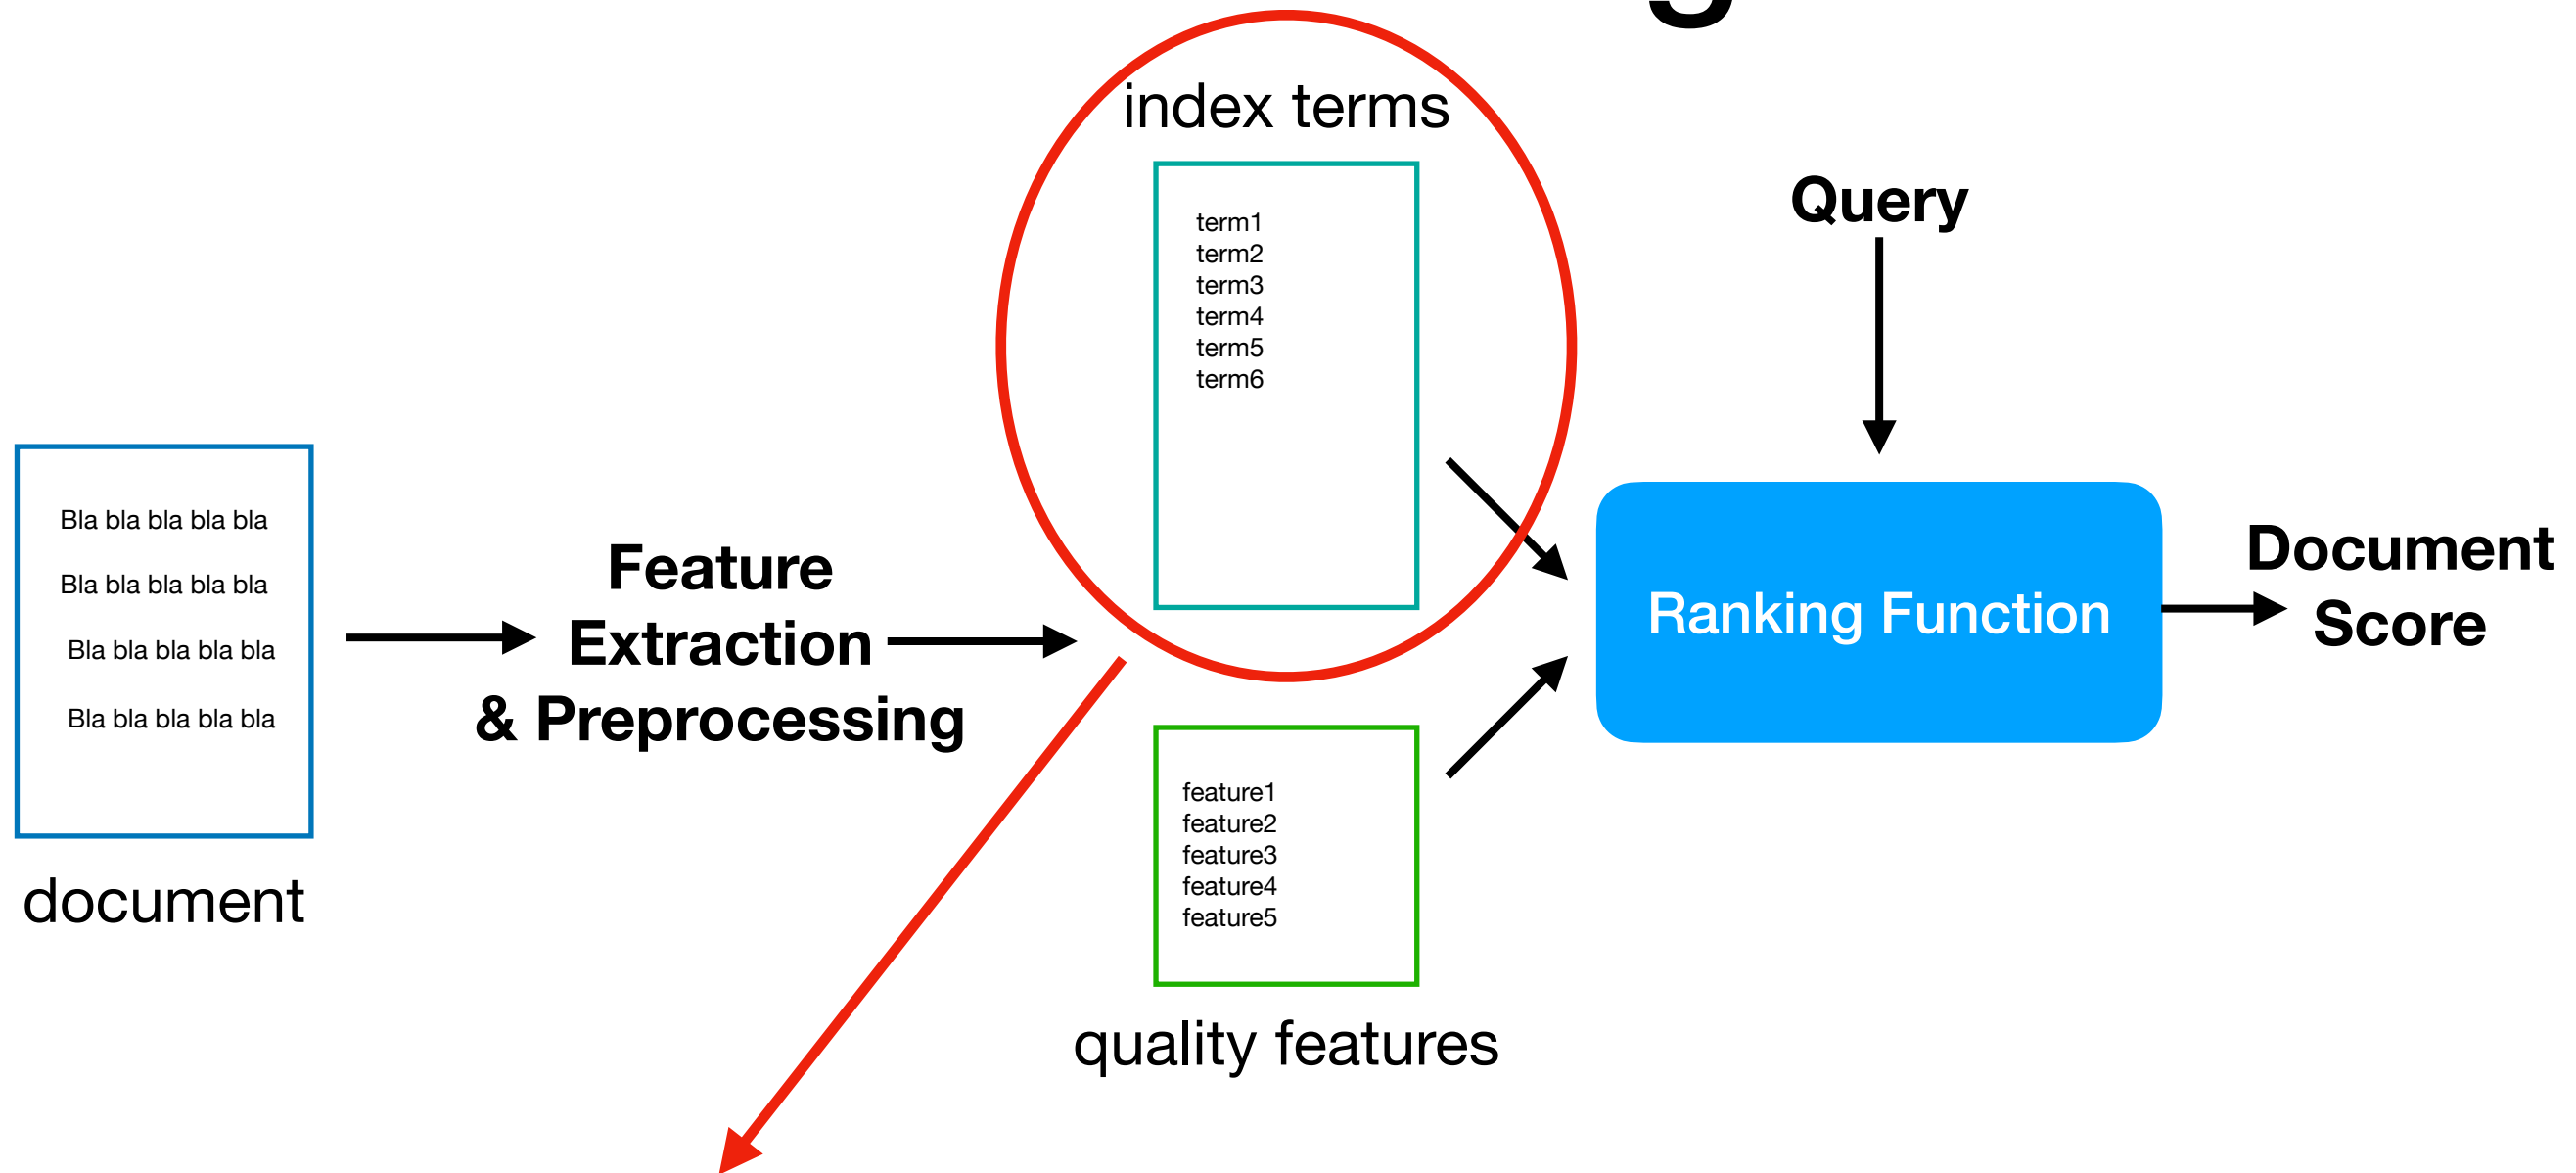 index terms
term1
term2
term3
term4
term5
term6
Query
Bla bla bla bla bla
Bla bla bla bla bla
Bla bla bla bla bla
Bla bla bla bla bla
document
Feature
Extraction
& Preprocessing
feature1
feature2
feature3
feature4
feature5
quality features
Ranking Function
Document
Score